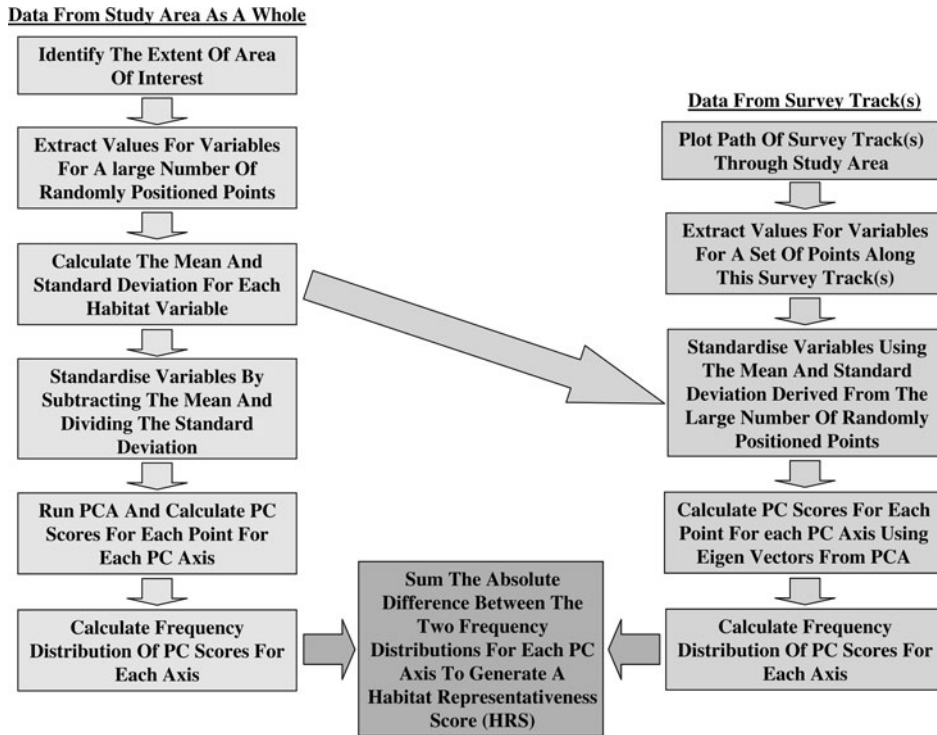 Data From Study Area As A Whole
Identify The Extent Of Area
Of Interest
Extract Values For Variables
For A large Number Of
Randomly Positioned Points
Calculate The Mean And
Standard Deviation For Each
Habitat Variable
Standardise Variables By
Subtracting The Mean And
Dividing The Standard
Deviation
Run PCA And Calculate PC
Scores For Each Point For
Each PC Axis
Calculate Frequency
Distribution Of PC Scores For
Each Axis
Data From Survey Track(s)
Plot Path Of Survey Track(s)
Through Study Area
Extract Values For Variables
For A Set Of Points Along
This Survey Track(s)
Standardise Variables Using
The Mean And Standard
Deviation Derived From The
Large Number Of Randomly
Positioned Points
Calculate PC Scores For Each
Point For each PC Axis Using
Eigen Vectors From PCA
Calculate Frequency
Distribution Of PC Scores For
Each Axis
Sum The Absolute
Difference Between The
Two Frequency
Distributions For Each PC
Axis To Generate A
Habitat Representativeness
Score (HRS)